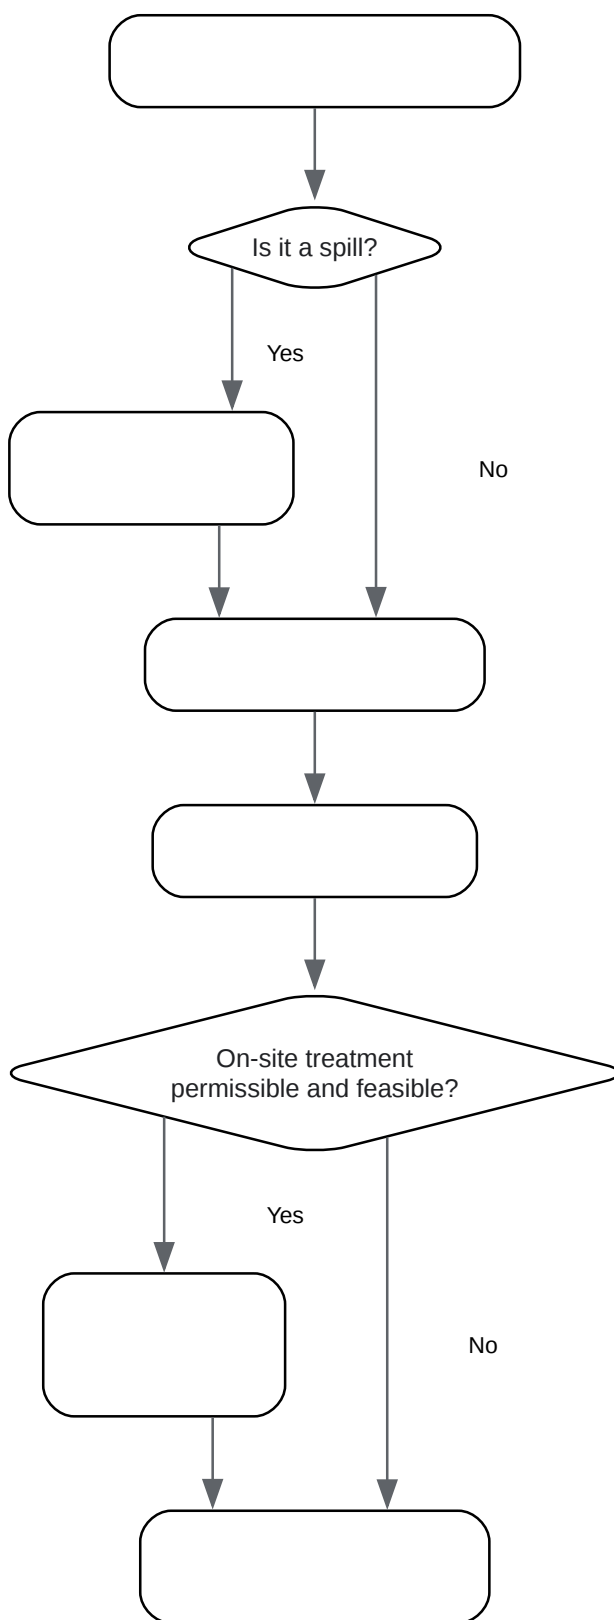 Is it a spill?
Yes
No
On-site treatment
permissible and feasible?
Yes
No